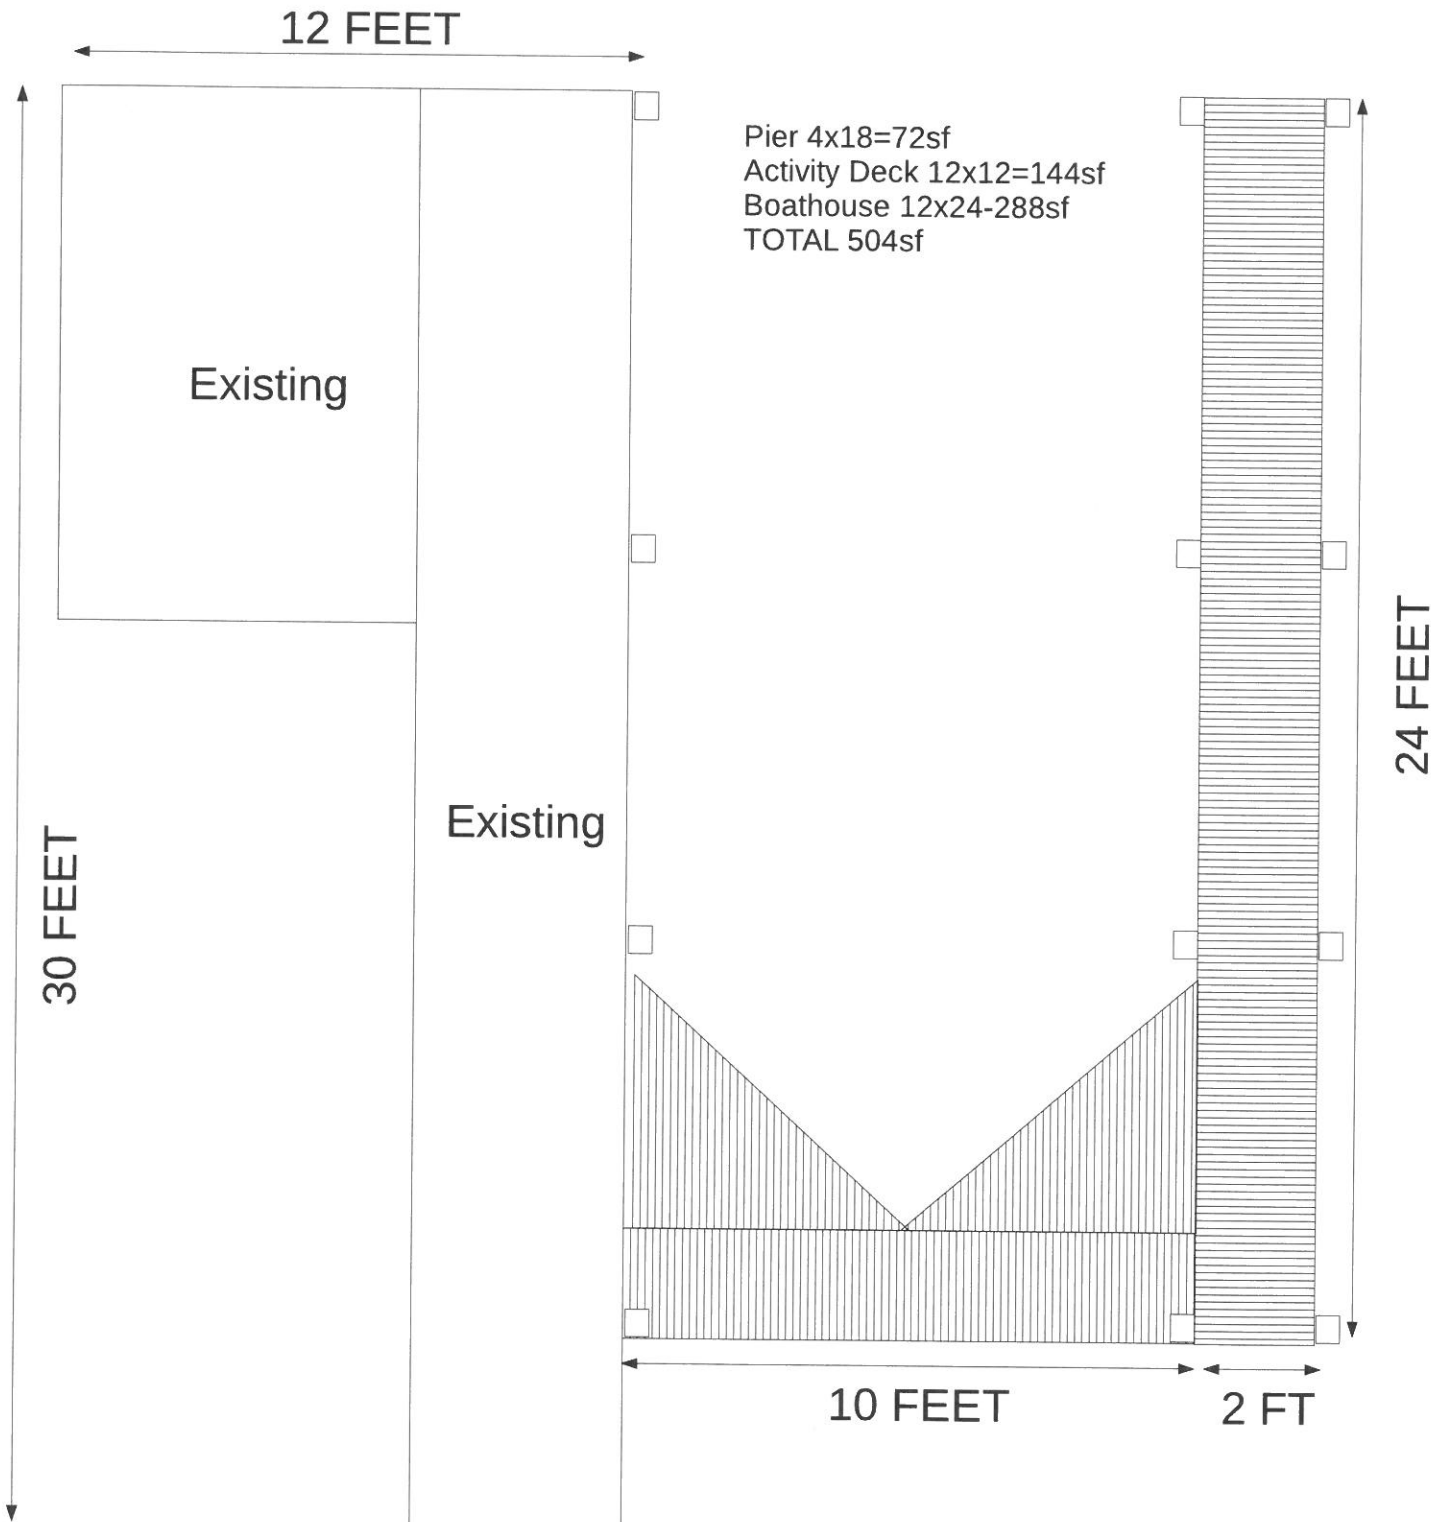 12 FEET
Pier 4x18=72sf
Activity Deck 12x12=144sf
Boathouse 12x24-288sf
TOTAL 504sf
Existing
24 FEET
Existing
30 FEET
10 FEET
2 FT